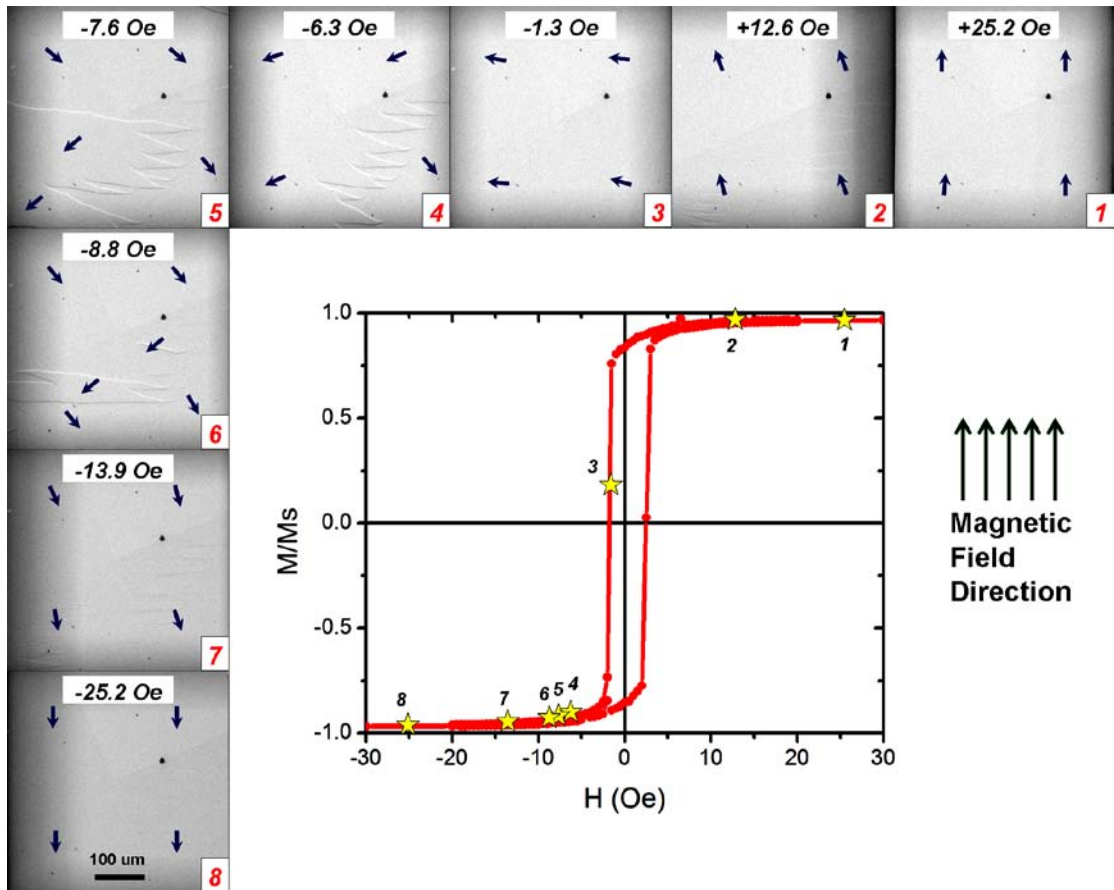 -7.6 Oe
5
-6.3 Oe
4
-1.3 Oe
3
+12.6 Oe
2
+25.2 Oe
1
-8.8 Oe
6
-13.9 Oe
7
-25.2 Oe
100 um
8
1.0
0.5
0.0
-0.5
-1.0
M/Ms
-30
-20
-10
0
10
20
30
H (Oe)
1
2
3
4
5
6
7
8
Magnetic
Field
Direction